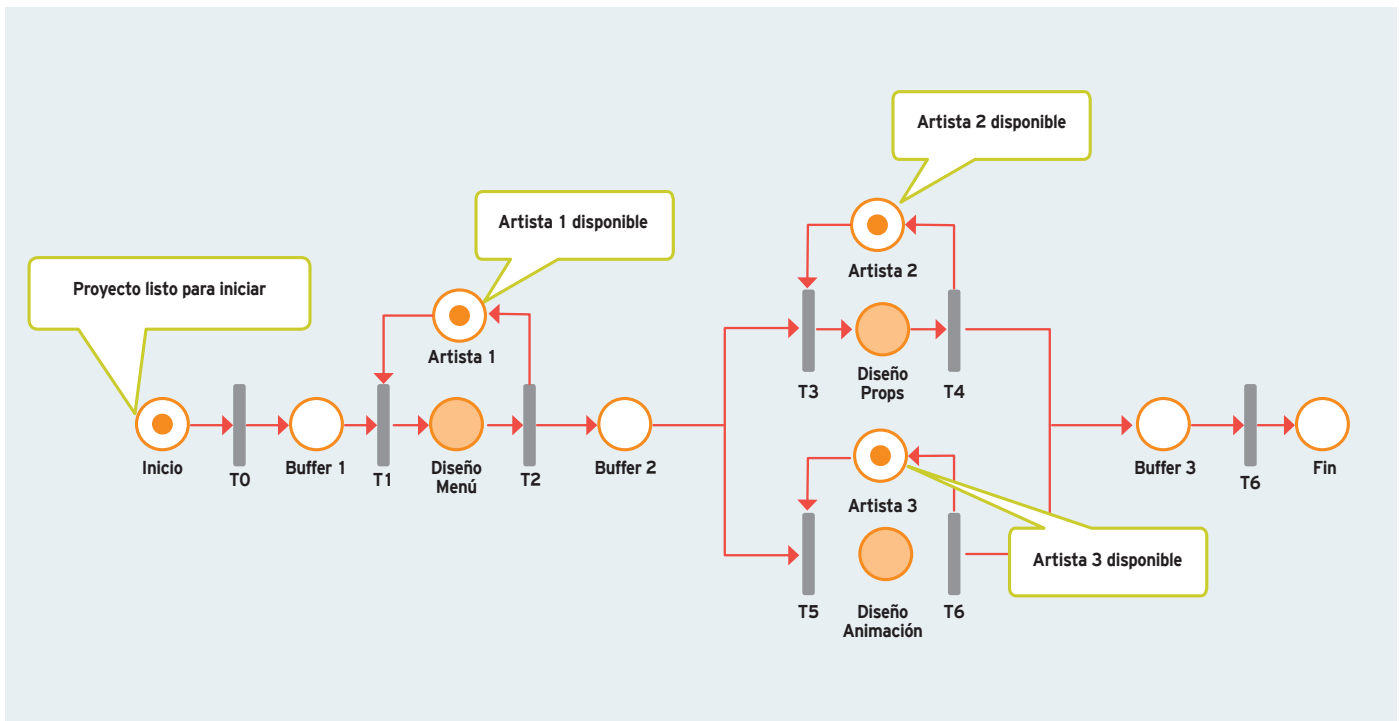 Artista 2 disponible
Artista 1 disponible
Artista 2
Proyecto listo para iniciar
Artista 1
T3
Diseño
Props
T4
Inicio
T0
Buffer 1
T1
Diseño
Menú
T2
Buffer 2
Buffer 3
T6
Fin
Artista 3
Artista 3 disponible
T5
Diseño
Animación
T6